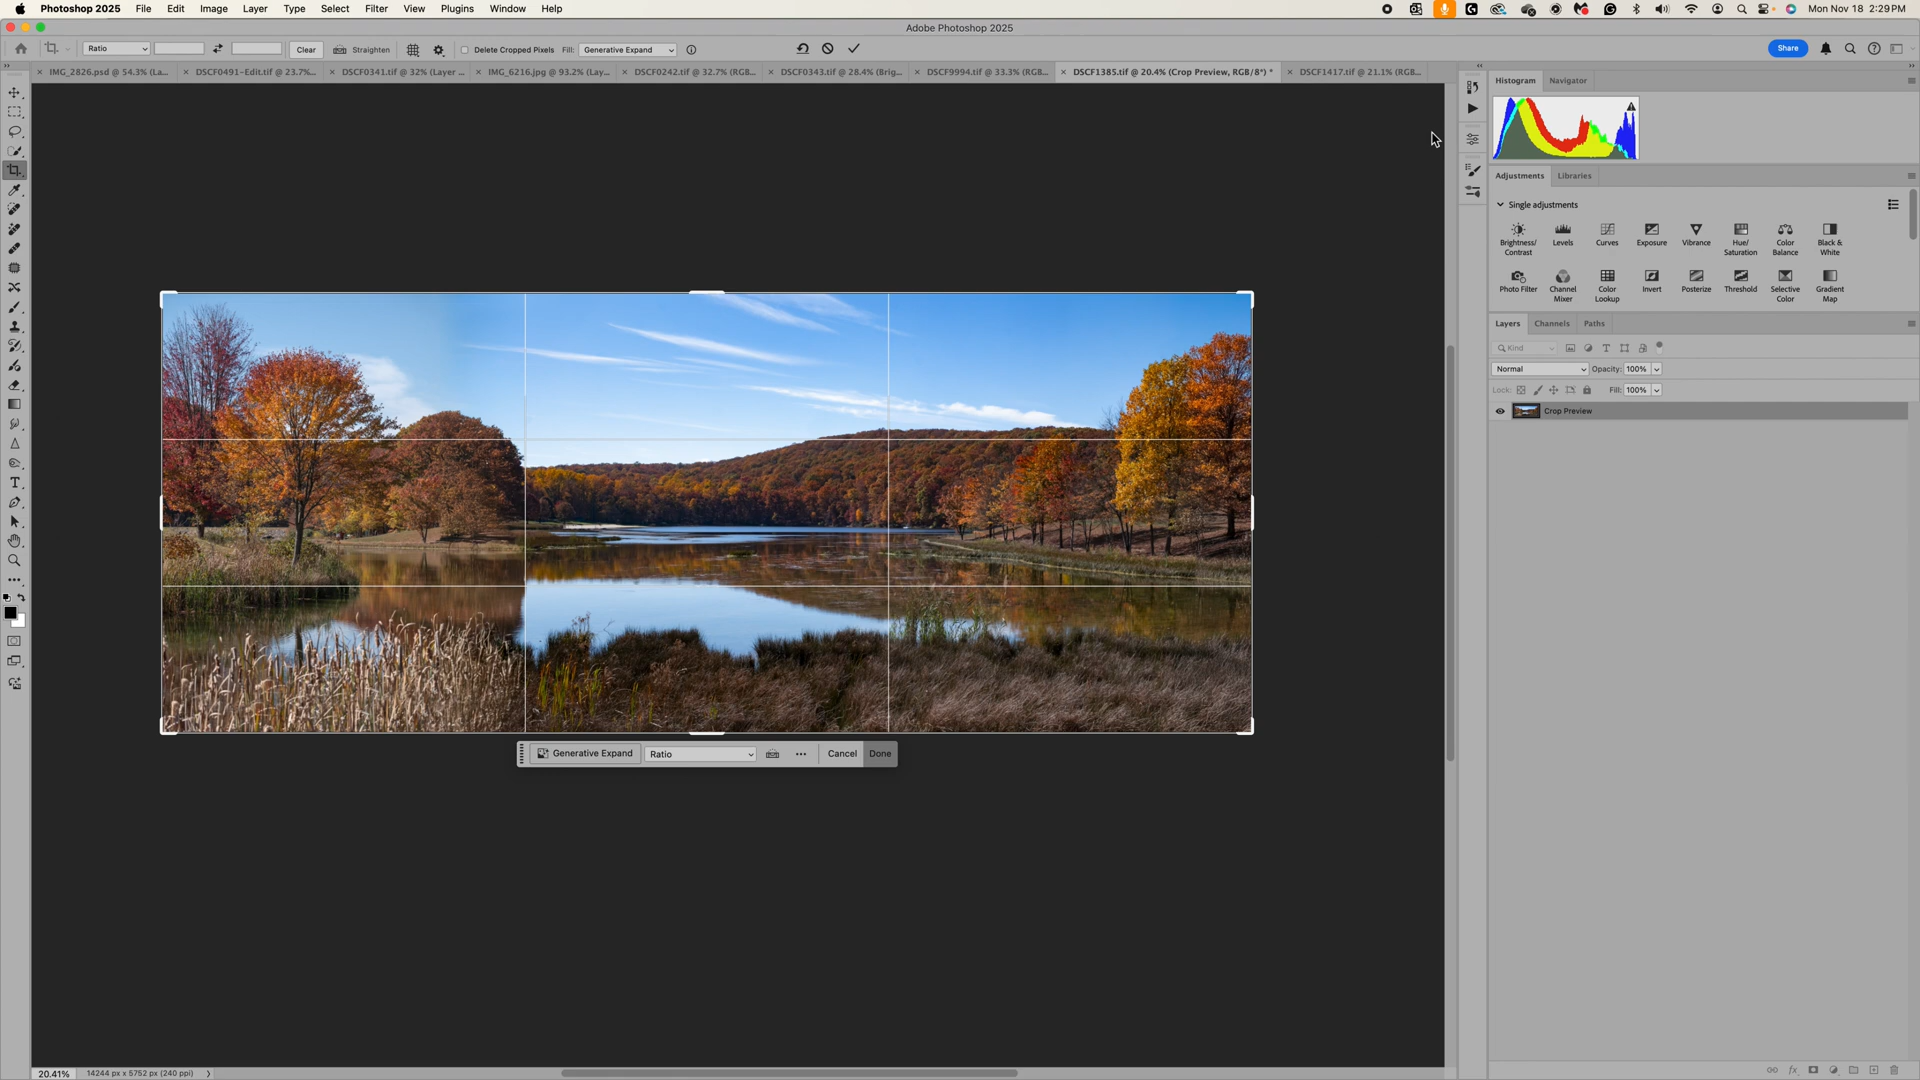 Photoshop 2025 File Edit Image Layer Type Select Filter View Plugins Window Help Mon Nov 18 2:29 PM
Adobe Photoshop 2025
Ratio Clear Straighten Delete Cropped Pixels Fill: Generative Expand Share
IMG_2826.psd @ 54.3% (La... DSCF0491-Edit.tif @ 23.7%... DSCF0341.tif @ 32% (Layer ... IMG_6216.jpg @ 93.2% (Lay... DSCF0242.tif @ 32.7% (RGB... DSCF0343.tif @ 28.4% (Brig... DSCF9994.tif @ 33.3% (RGB... DSCF1385.tif @ 20.4% (Crop Preview, RGB/8*) * DSCF1417.tif @ 21.1% (RGB...
Histogram Navigator
Adjustments Libraries
Single adjustments
Brightness/
Contrast
Levels
Curves
Exposure
Vibrance
Hue/
Saturation
Color
Balance
Black &
White
Photo Filter
Channel
Mixer
Color
Lookup
Invert
Posterize
Threshold
Selective
Color
Gradient
Map
Layers Channels Paths
Kind
Normal Opacity: 100%
Lock: Fill: 100%
Crop Preview
Generative Expand Ratio Cancel Done
20.41% 14244 px x 5752 px (240 ppi)